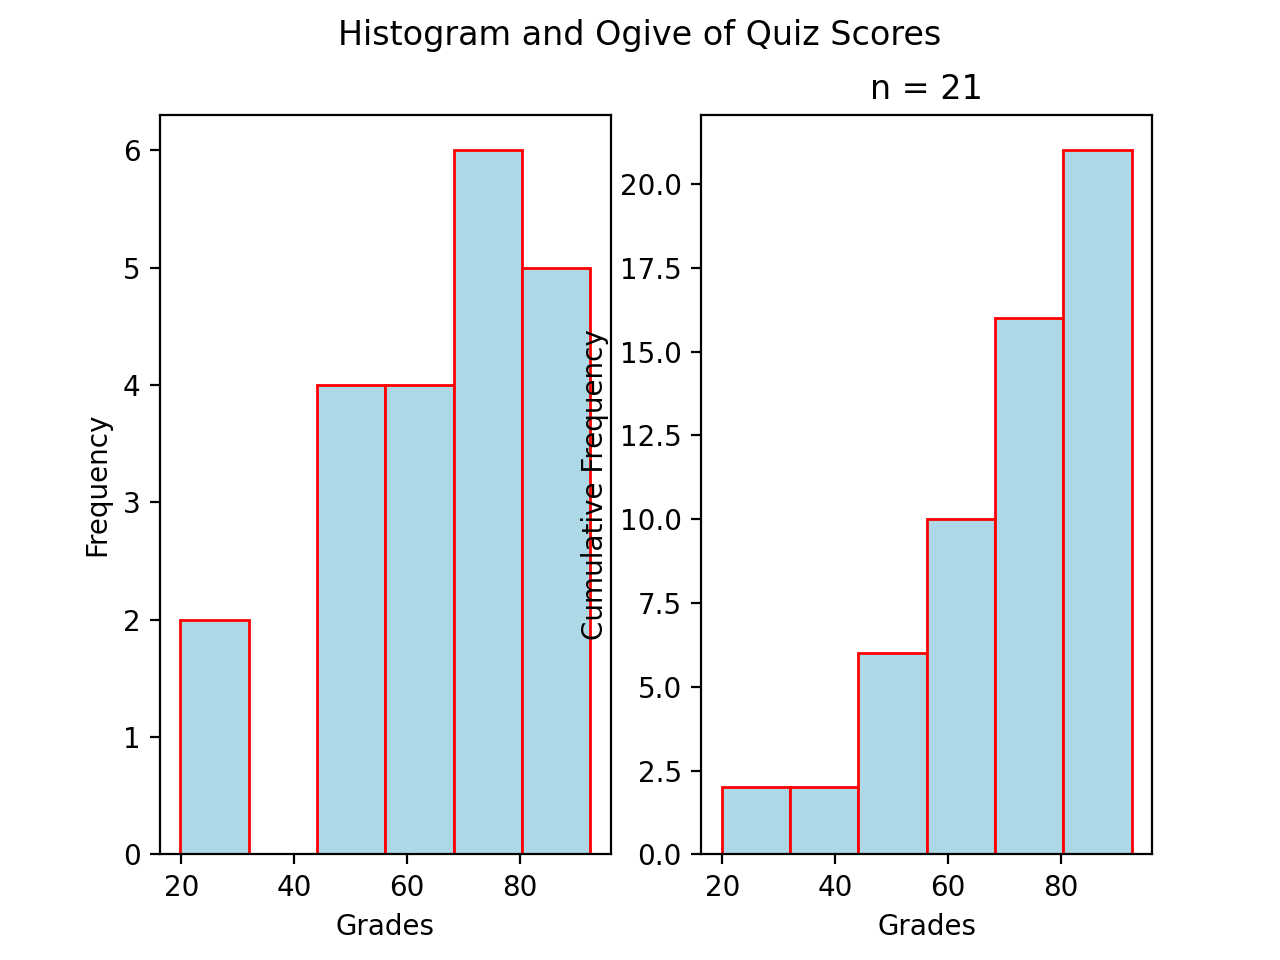 Histogram and Ogive of Quiz Scores
n = 21
Frequency
6
5
4
3
2
1
0
20 40 60 80
Grades
Cumulative Frequency
20.0
17.5
15.0
12.5
10.0
7.5
5.0
2.5
0.0
20 40 60 80
Grades